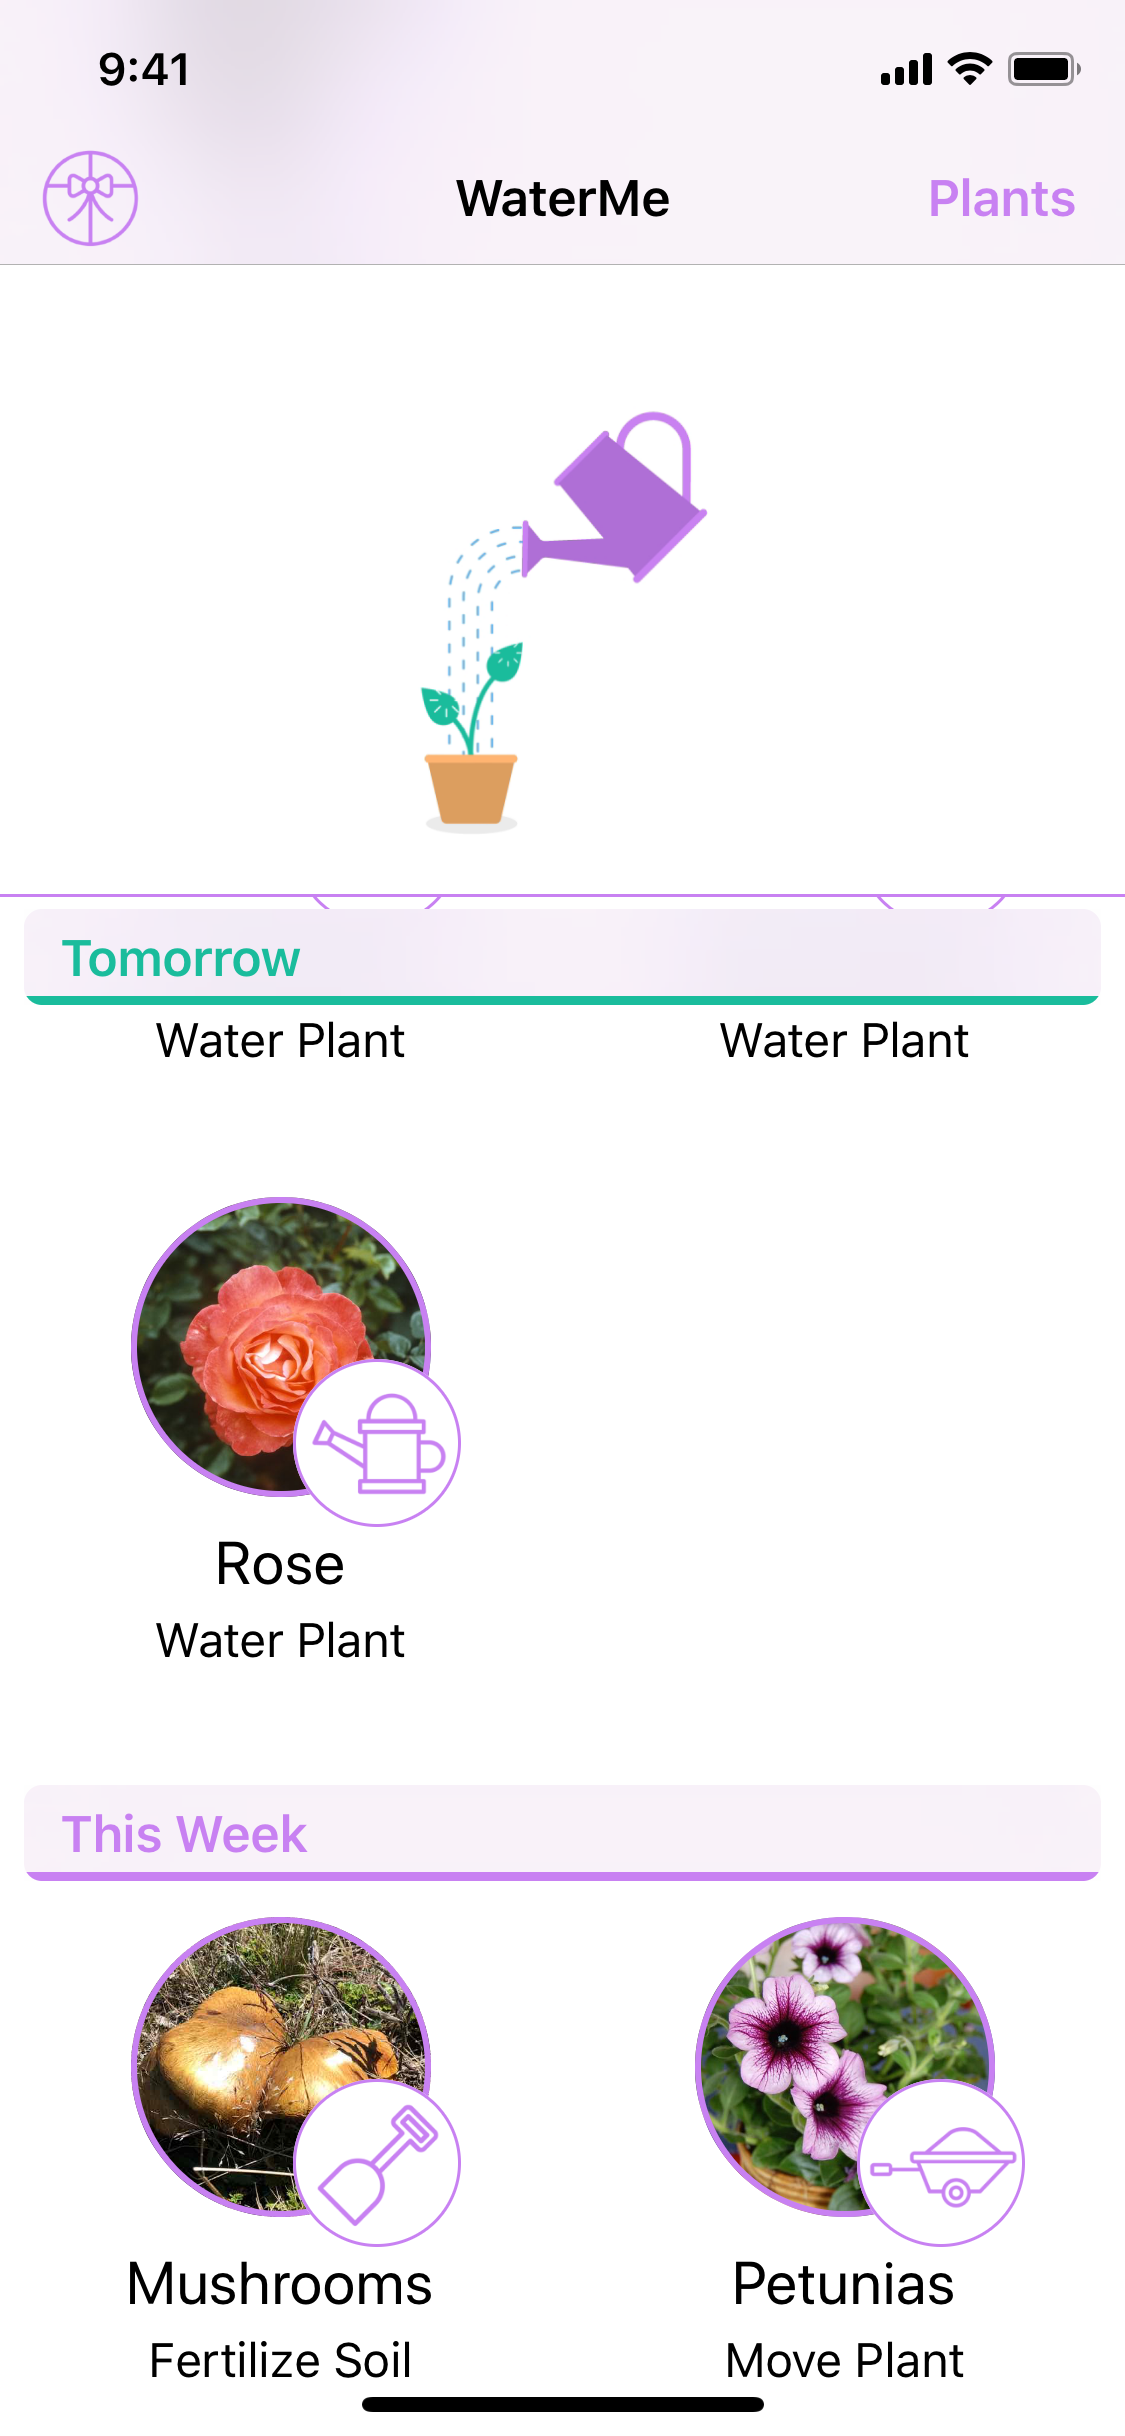 9:41
WaterMe
Plants
Tomorrow
Water Plant
Water Plant
Rose
Water Plant
This Week
Mushrooms
Petunias
Fertilize Soil
Move Plant